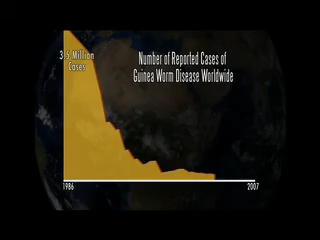 3.5 Million
Cases
Number of Reported Cases of
Guinea Worm Disease Worldwide
1986
2007